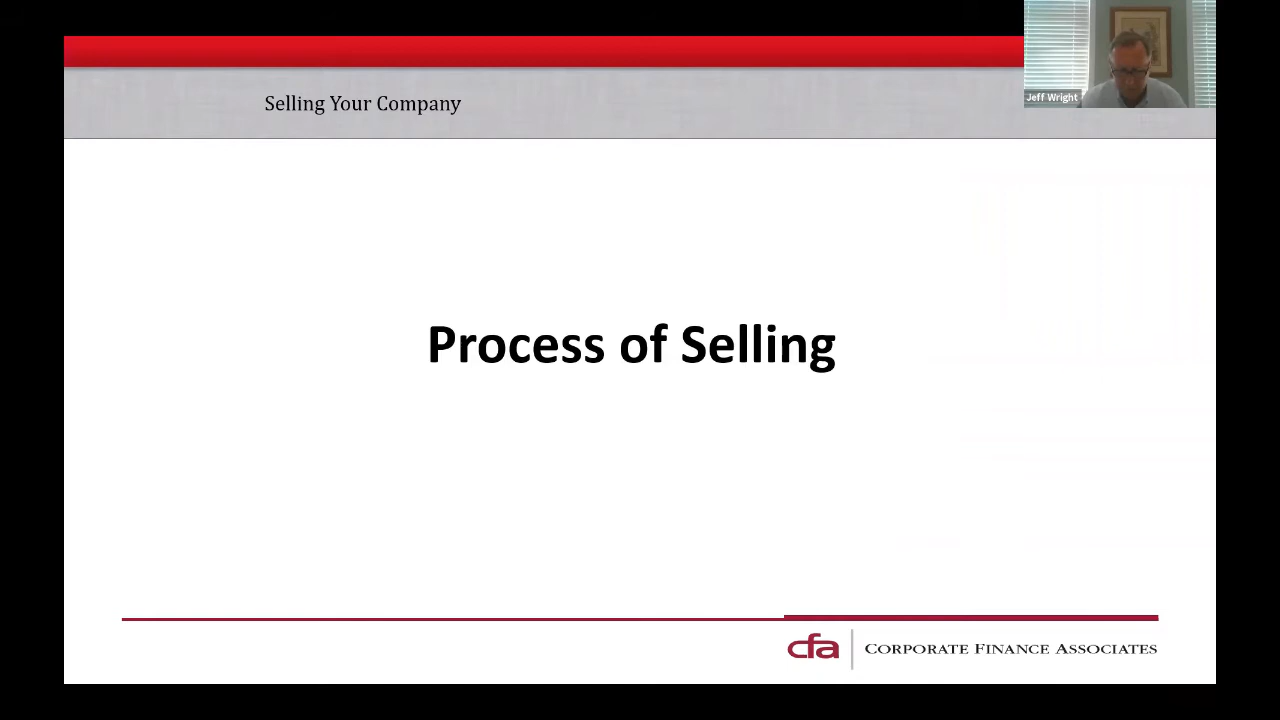 Selling Your Company
Jeff Wright
Process of Selling
cfa
CORPORATE FINANCE ASSOCIATES